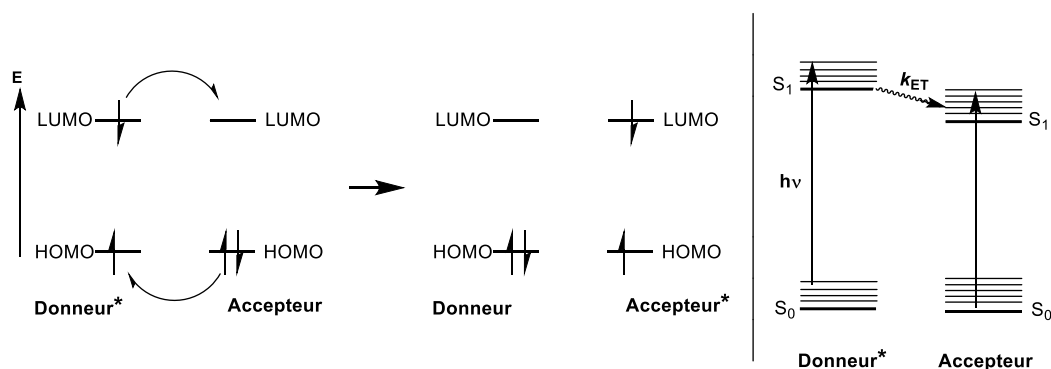 E
LUMO LUMO
HOMO HOMO
Donneur* Accepteur
LUMO LUMO
HOMO HOMO
Donneur Accepteur*
S1 kET
S1
hν
S0 S0
Donneur* Accepteur